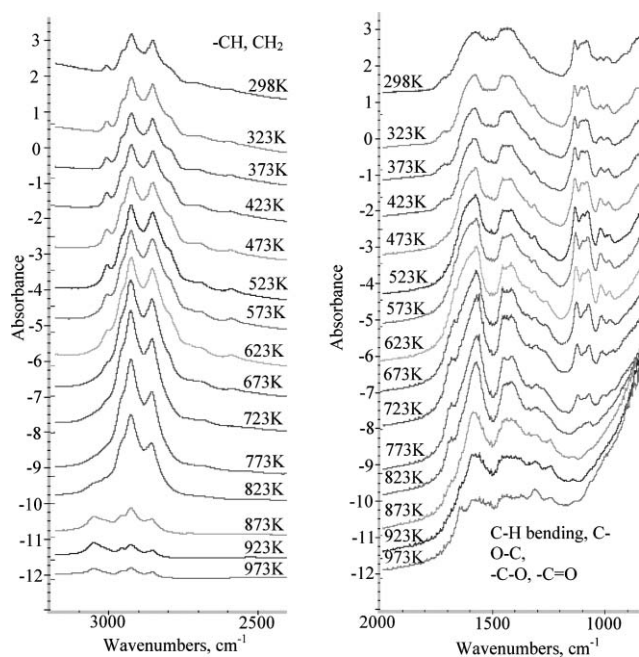 -CH, CH2
3
2
1
0
-1
-2
-3
-4
-5
-6
-7
-8
-9
-10
-11
-12
Absorbance
298K
323K
373K
423K
473K
523K
573K
623K
673K
723K
773K
823K
873K
923K
973K
3000
2500
Wavenumbers, cm-1
3
2
1
0
-1
-2
-3
-4
-5
-6
-7
-8
-9
-10
-11
-12
Absorbance
298K
323K
373K
423K
473K
523K
573K
623K
673K
723K
773K
823K
873K
923K
973K
C-H bending, C-
O-C,
-C-O, -C=O
2000
1500
1000
Wavenumbers, cm-1